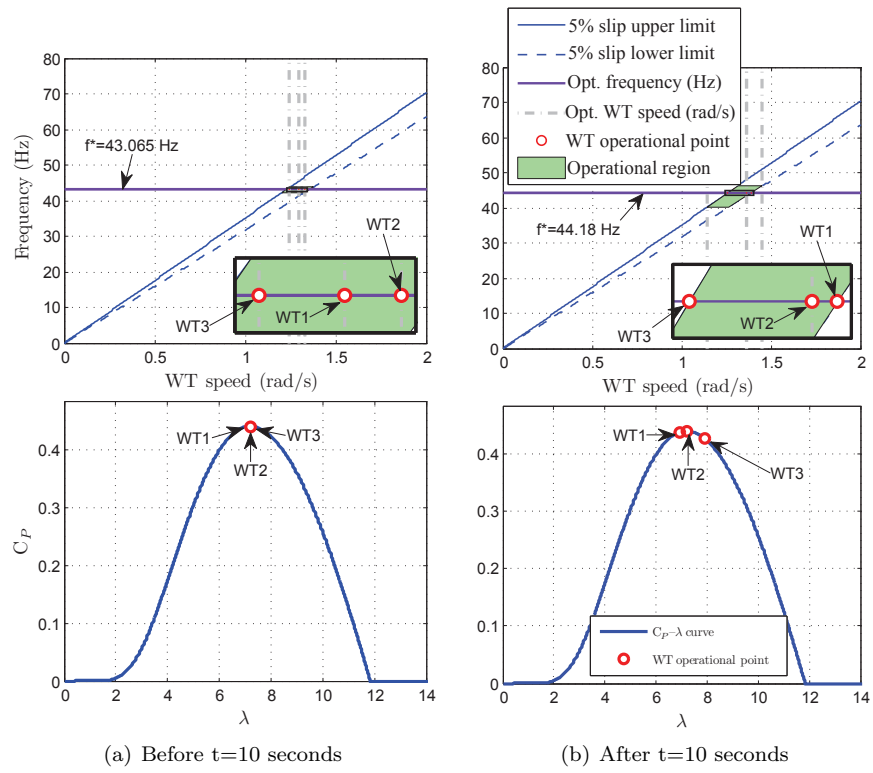 80
70
60
50
40
30
20
10
0
Frequency (Hz)
f*=43.065 Hz
WT2
WT3
WT1
0
0.5
1
1.5
2
WT speed (rad/s)
5% slip upper limit
5% slip lower limit
Opt. frequency (Hz)
Opt. WT speed (rad/s)
WT operational point
Operational region
80
70
60
50
40
30
20
10
0
f*=44.18 Hz
WT1
WT3
WT2
0
0.5
1
1.5
2
WT speed (rad/s)
0.4
0.3
0.2
0.1
0
C_P
WT1
WT3
WT2
0
2
4
6
8
10
12
14
λ
0.4
0.3
0.2
0.1
0
WT1
WT2
WT3
C_P–λ curve
WT operational point
0
2
4
6
8
10
12
14
λ
(a) Before t=10 seconds
(b) After t=10 seconds